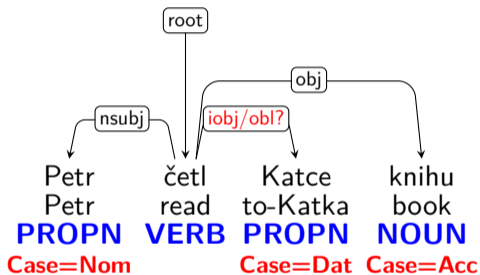 root
obj
nsubj iobj/obl?
Petr četl Katce knihu
Petr read to-Katka book
PROPN VERB PROPN NOUN
Case=Nom Case=Dat Case=Acc